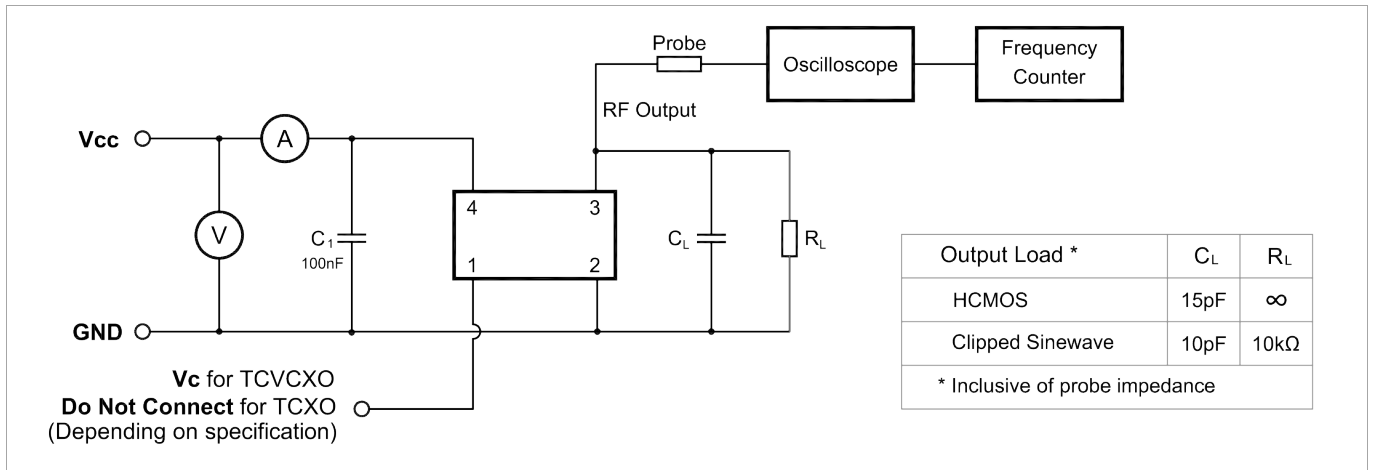 Probe
Oscilloscope
Frequency
Counter
RF Output
Vcc
A
V
C1
100nF
4
3
1
2
CL
RL
GND
Vc for TCVCXO
Do Not Connect for TCXO
(Depending on specification)
Output Load * CL RL
HCMOS 15pF ∞
Clipped Sinewave 10pF 10kΩ
* Inclusive of probe impedance